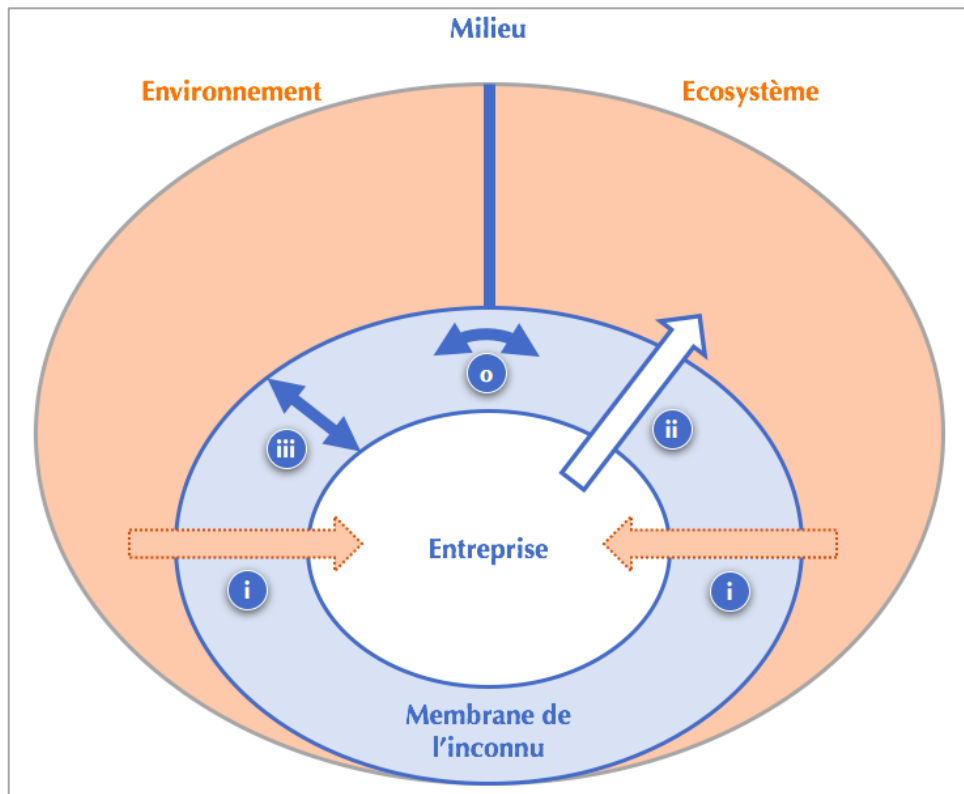 Milieu
Environnement
Ecosystème
o
iii
ii
Entreprise
i
i
Membrane de
l'inconnu